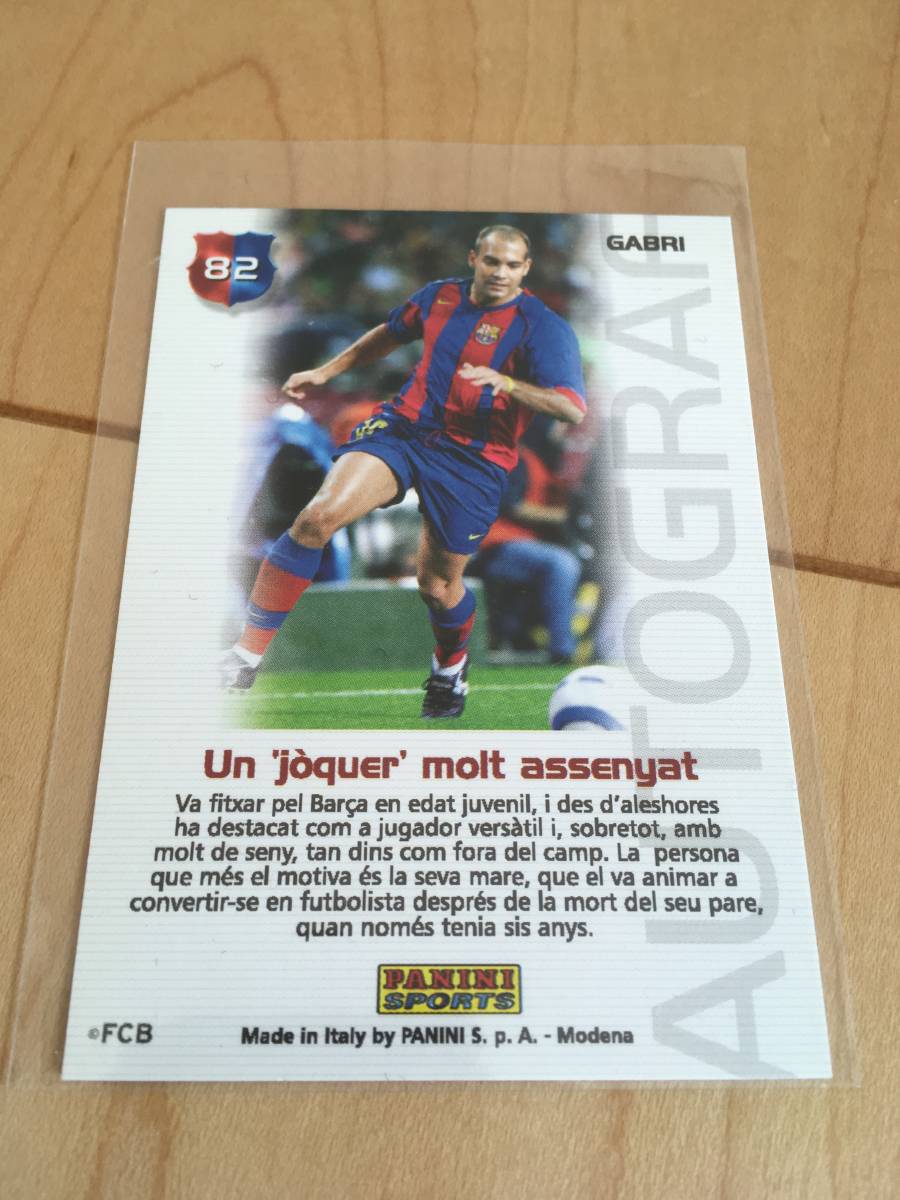 82
GABRI
AUTÒGRAF
Un 'jòquer' molt assenyat
Va fitxar pel Barça en edat juvenil, i des d'aleshores
ha destacat com a jugador versàtil i, sobretot, amb
molt de seny, tan dins com fora del camp. La persona
que més el motiva és la seva mare, que el va animar a
convertir-se en futbolista després de la mort del seu pare,
quan només tenia sis anys.
PANINI
SPORTS
©FCB
Made in Italy by PANINI S. p. A. - Modena